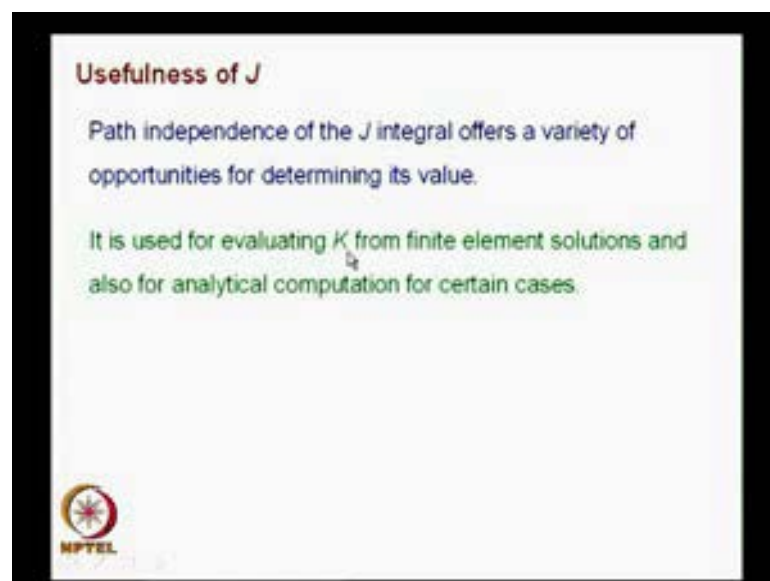 Usefulness of J
Path independence of the J integral offers a variety of
opportunities for determining its value.
It is used for evaluating K from finite element solutions and
also for analytical computation for certain cases.
NPTEL